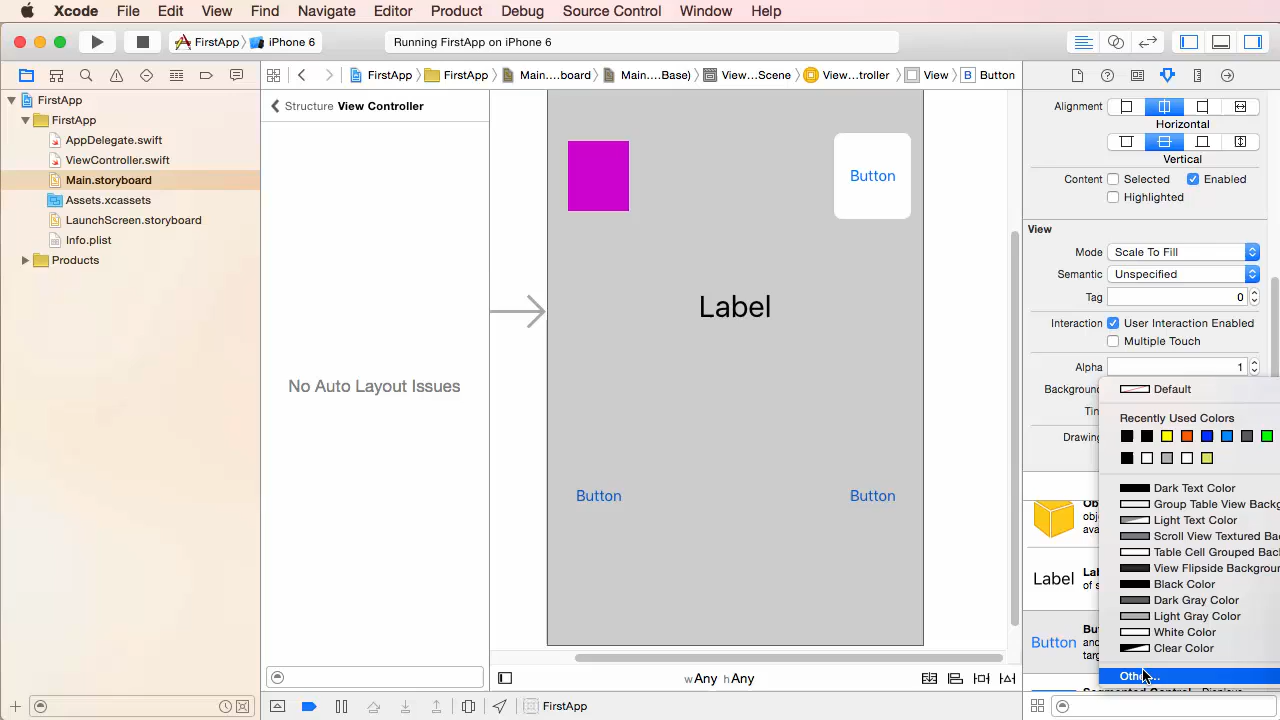 Xcode File Edit View Find Navigate Editor Product Debug Source Control Window Help
FirstApp iPhone 6 Running FirstApp on iPhone 6
FirstApp FirstApp Main....board Main....Base) View...Scene View...troller View B Button
FirstApp
FirstApp
AppDelegate.swift
ViewController.swift
Main.storyboard
Assets.xcassets
LaunchScreen.storyboard
Info.plist
Products
Structure View Controller
No Auto Layout Issues
Button
Label
Button Button
wAny hAny
FirstApp
Alignment
Horizontal
Vertical
Content Selected Enabled
Highlighted
View
Mode Scale To Fill
Semantic Unspecified
Tag 0
Interaction User Interaction Enabled
Multiple Touch
Alpha 1
Background
Drawing
Default
Recently Used Colors
Dark Text Color
Group Table View Backg
Light Text Color
Scroll View Textured Ba
Table Cell Grouped Bac
View Flipside Backgroun
Black Color
Dark Gray Color
Light Gray Color
White Color
Clear Color
Label
Button